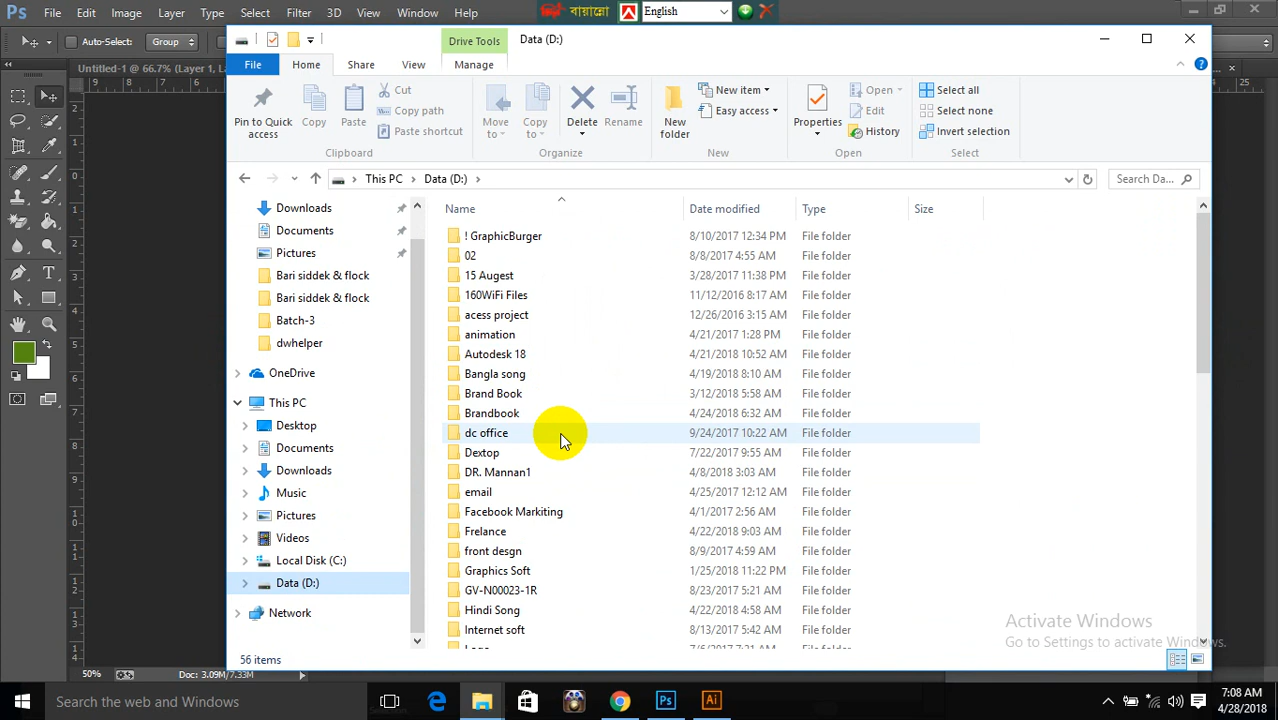 File Edit Image Layer Type Select Filter 3D View Window Help
বায়ান্নো English
Auto-Select: Group
Drive Tools Data (D:)
File Home Share View Manage
Untitled-1 @ 66.7% (Layer 1, La
Pin to Quick access
Copy
Paste
Cut
Copy path
Paste shortcut
Move to
Copy to
Delete
Rename
New folder
New item
Easy access
Properties
Open
Edit
History
Select all
Select none
Invert selection
Clipboard Organize New Open Select
This PC Data (D:)
Search Da...
Name Date modified Type Size
Downloads
Documents
Pictures
Bari siddek & flock
Bari siddek & flock
Batch-3
dwhelper
OneDrive
This PC
Desktop
Documents
Downloads
Music
Pictures
Videos
Local Disk (C:)
Data (D:)
Network
! GraphicBurger 8/10/2017 12:34 PM File folder
02 8/8/2017 4:55 AM File folder
15 Augest 3/28/2017 11:38 PM File folder
160WiFi Files 11/12/2016 8:17 AM File folder
acess project 12/26/2016 3:15 AM File folder
animation 4/21/2017 1:28 PM File folder
Autodesk 18 4/21/2018 10:52 AM File folder
Bangla song 4/19/2018 8:10 AM File folder
Brand Book 3/12/2018 5:58 AM File folder
Brandbook 4/24/2018 6:32 AM File folder
dc office 9/24/2017 10:22 AM File folder
Dextop 7/22/2017 9:55 AM File folder
DR. Mannan1 4/8/2018 3:03 AM File folder
email 4/25/2017 12:12 AM File folder
Facebook Markiting 4/1/2017 2:56 AM File folder
Frelance 4/22/2018 9:03 AM File folder
front desgn 8/9/2017 4:59 AM File folder
Graphics Soft 1/25/2018 11:22 PM File folder
GV-N00023-1R 8/23/2017 5:21 AM File folder
Hindi Song 4/22/2018 4:58 AM File folder
Internet soft 8/13/2017 5:42 AM File folder
56 items
Activate Windows
Go to Settings to activate Windows.
50% Doc: 3.09M/7.33M
Search the web and Windows
7:08 AM
4/28/2018